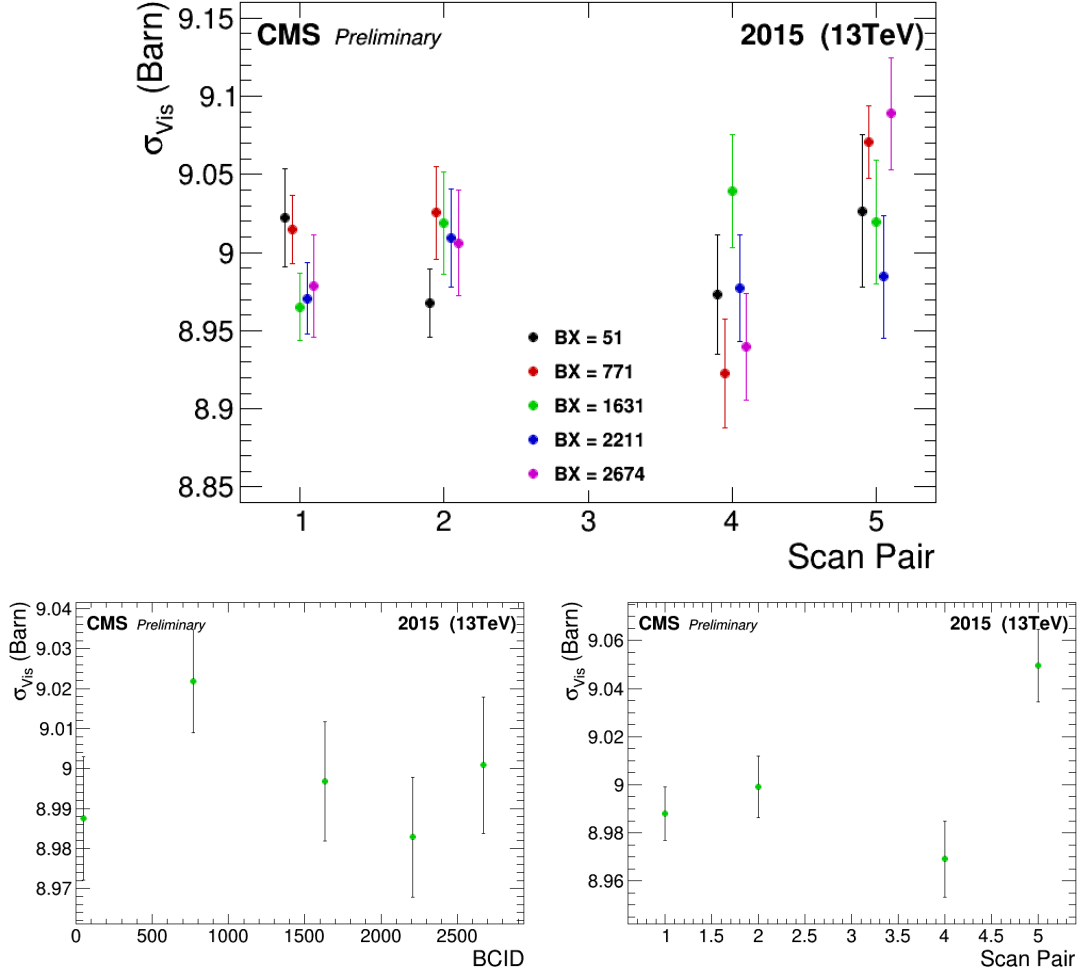 CMS Preliminary 2015 (13TeV)
σVis (Barn)
9.15
9.1
9.05
9
8.95
8.9
8.85
BX = 51
BX = 771
BX = 1631
BX = 2211
BX = 2674
1 2 3 4 5
Scan Pair
CMS Preliminary 2015 (13TeV)
σVis (Barn)
9.04
9.03
9.02
9.01
9
8.99
8.98
8.97
0 500 1000 1500 2000 2500
BCID
CMS Preliminary 2015 (13TeV)
σVis (Barn)
9.06
9.04
9.02
9
8.98
8.96
1 1.5 2 2.5 3 3.5 4 4.5 5
Scan Pair